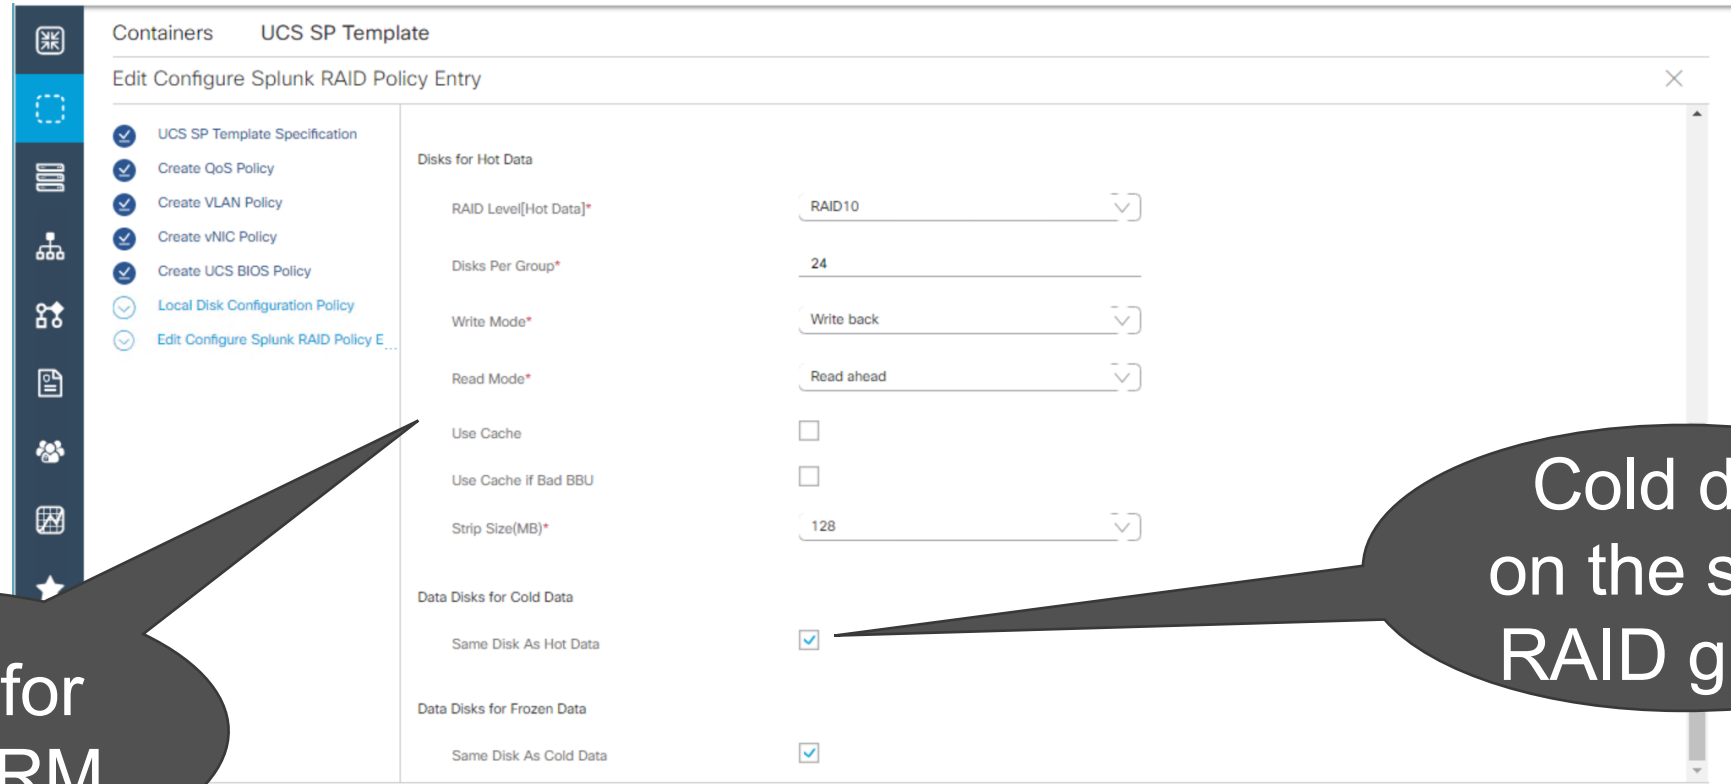 Containers UCS SP Template
Edit Configure Splunk RAID Policy Entry
UCS SP Template Specification
Create QoS Policy
Create VLAN Policy
Create vNIC Policy
Create UCS BIOS Policy
Local Disk Configuration Policy
Edit Configure Splunk RAID Policy E...
Disks for Hot Data
RAID Level[Hot Data]* RAID10
Disks Per Group* 24
Write Mode* Write back
Read Mode* Read ahead
Use Cache
Use Cache if Bad BBU
Strip Size(MB)* 128
Data Disks for Cold Data
Same Disk As Hot Data
Data Disks for Frozen Data
Same Disk As Cold Data
for
RM
Cold d
on the s
RAID g